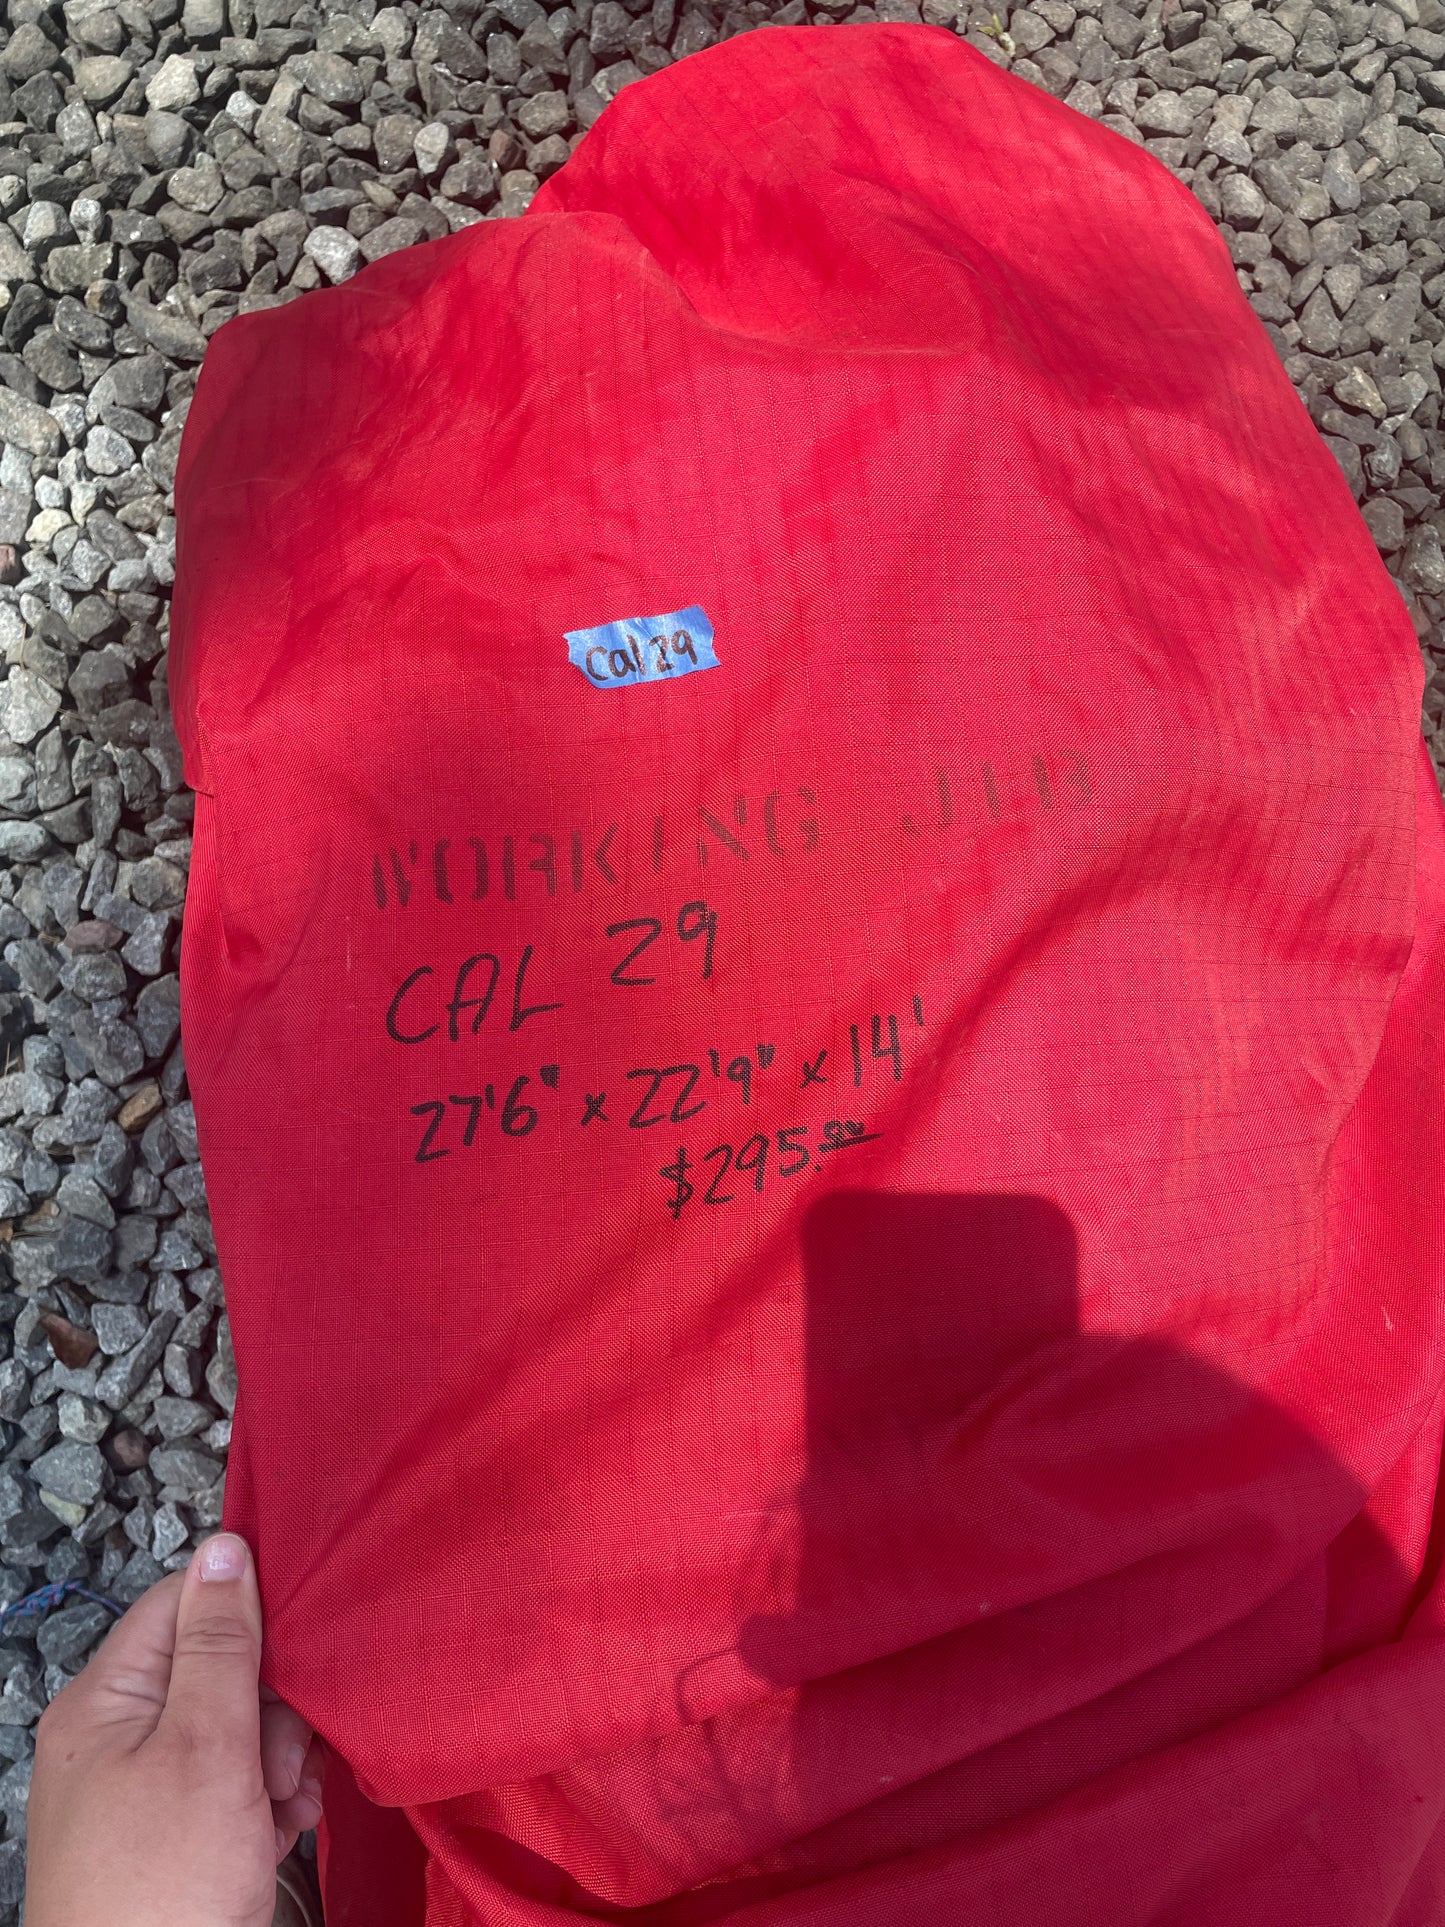 Cal 29
WORKING JIB
CAL 29
27'6" x 22'9" x 14'
$295.00